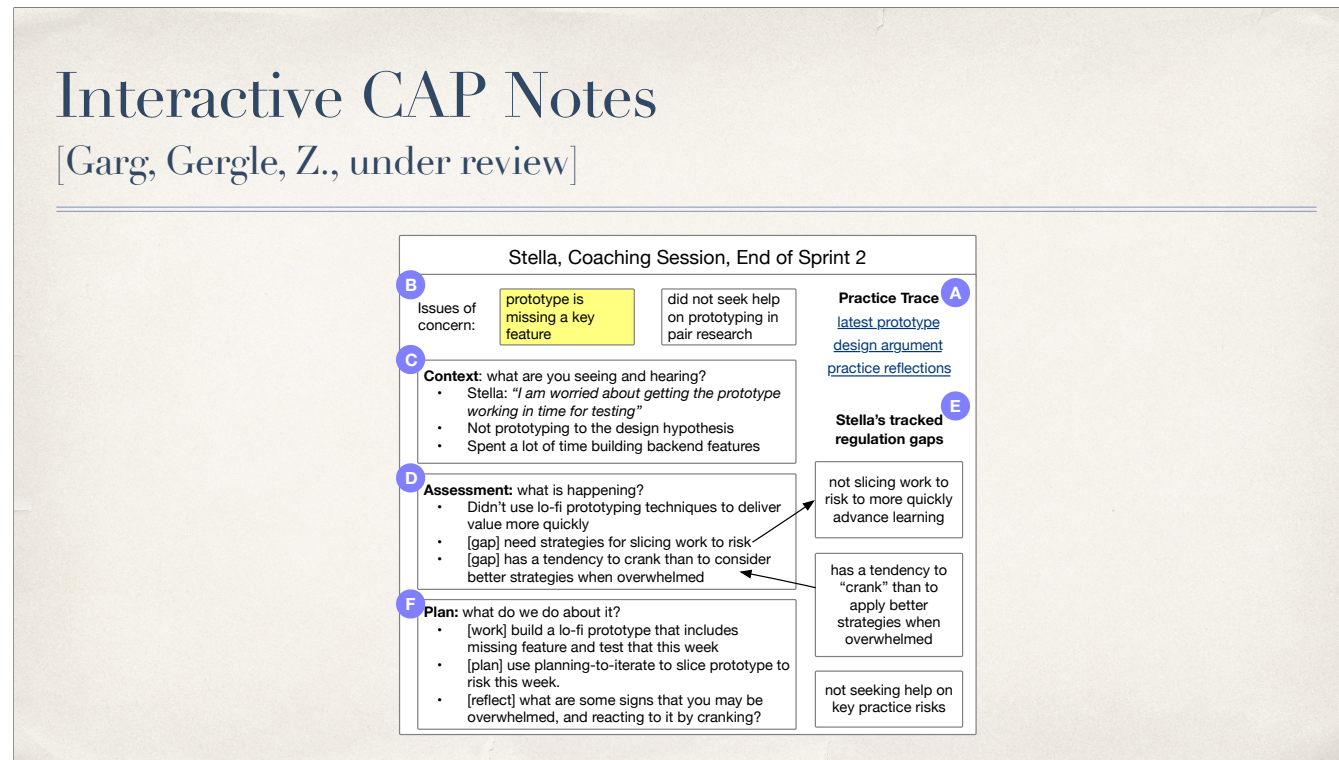 Interactive CAP Notes
[Garg, Gergle, Z., under review]
Stella, Coaching Session, End of Sprint 2
B
Issues of
concern:
prototype is
missing a key
feature
did not seek help
on prototyping in
pair research
A
Practice Trace
latest prototype
design argument
practice reflections
C
Context: what are you seeing and hearing?
• Stella: “I am worried about getting the prototype
working in time for testing”
• Not prototyping to the design hypothesis
• Spent a lot of time building backend features
D
Assessment: what is happening?
• Didn’t use lo-fi prototyping techniques to deliver
value more quickly
• [gap] need strategies for slicing work to risk
• [gap] has a tendency to crank than to consider
better strategies when overwhelmed
F
Plan: what do we do about it?
• [work] build a lo-fi prototype that includes
missing feature and test that this week
• [plan] use planning-to-iterate to slice prototype to
risk this week.
• [reflect] what are some signs that you may be
overwhelmed, and reacting to it by cranking?
E
Stella’s tracked
regulation gaps
not slicing work to
risk to more quickly
advance learning
has a tendency to
“crank” than to
apply better
strategies when
overwhelmed
not seeking help on
key practice risks